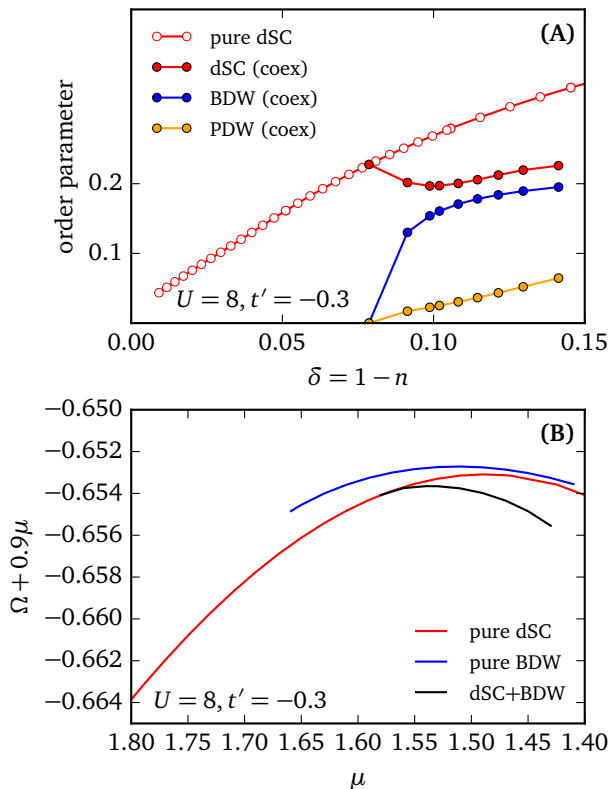 (A)
pure dSC
dSC (coex)
BDW (coex)
PDW (coex)
order parameter
0.2
0.1
U = 8, t′ = −0.3
0.00 0.05 0.10 0.15
δ = 1 − n
(B)
−0.650
−0.652
−0.654
−0.656
−0.660
−0.662
−0.664
Ω + 0.9μ
pure dSC
pure BDW
dSC+BDW
U = 8, t′ = −0.3
1.80 1.75 1.70 1.65 1.60 1.55 1.50 1.45 1.40
μ